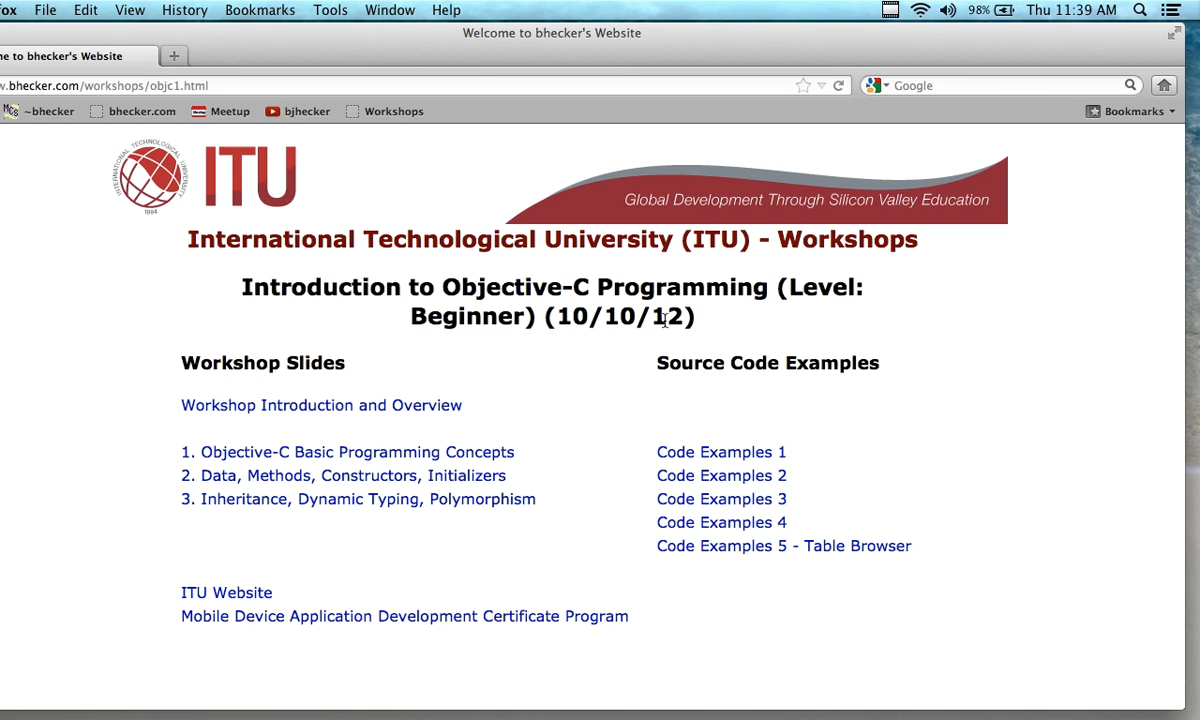 File Edit View History Bookmarks Tools Window Help 98% Thu 11:39 AM
Welcome to bhecker's Website
to bhecker's Website
.bhecker.com/workshops/objc1.html
Google
~bhecker bhecker.com Meetup bjhecker Workshops Bookmarks
INTERNATIONAL TECHNOLOGICAL UNIVERSITY
1994
ITU
Global Development Through Silicon Valley Education
International Technological University (ITU) - Workshops
Introduction to Objective-C Programming (Level:
Beginner) (10/10/12)
Workshop Slides
Source Code Examples
Workshop Introduction and Overview
1. Objective-C Basic Programming Concepts
Code Examples 1
2. Data, Methods, Constructors, Initializers
Code Examples 2
3. Inheritance, Dynamic Typing, Polymorphism
Code Examples 3
Code Examples 4
Code Examples 5 - Table Browser
ITU Website
Mobile Device Application Development Certificate Program